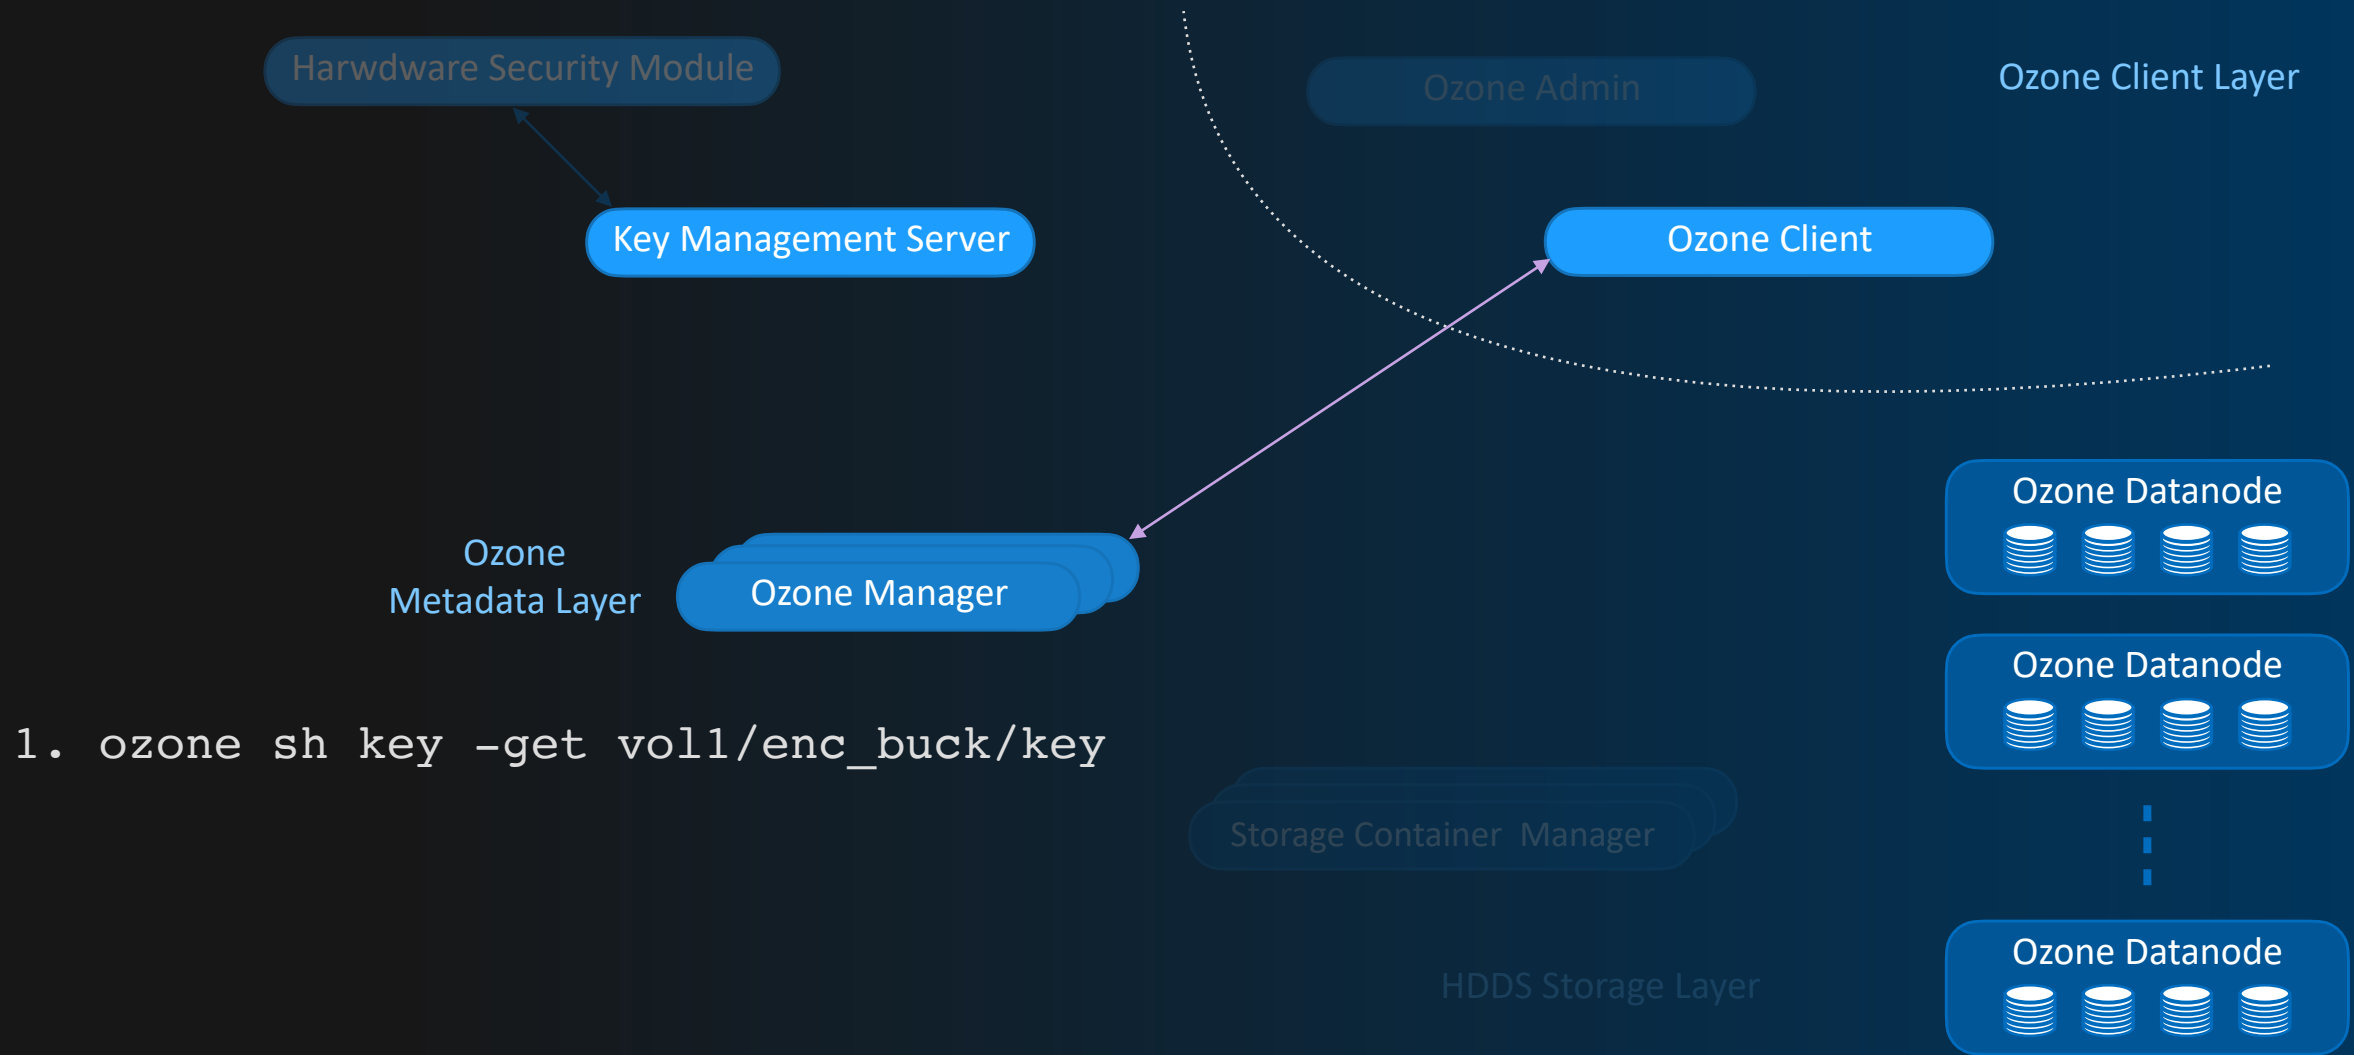 Harwdware Security Module
Ozone Admin
Ozone Client Layer
Key Management Server
Ozone Client
Ozone Datanode
Ozone
Metadata Layer
Ozone Manager
Ozone Datanode
1. ozone sh key -get vol1/enc_buck/key
Storage Container Manager
Ozone Datanode
HDDS Storage Layer